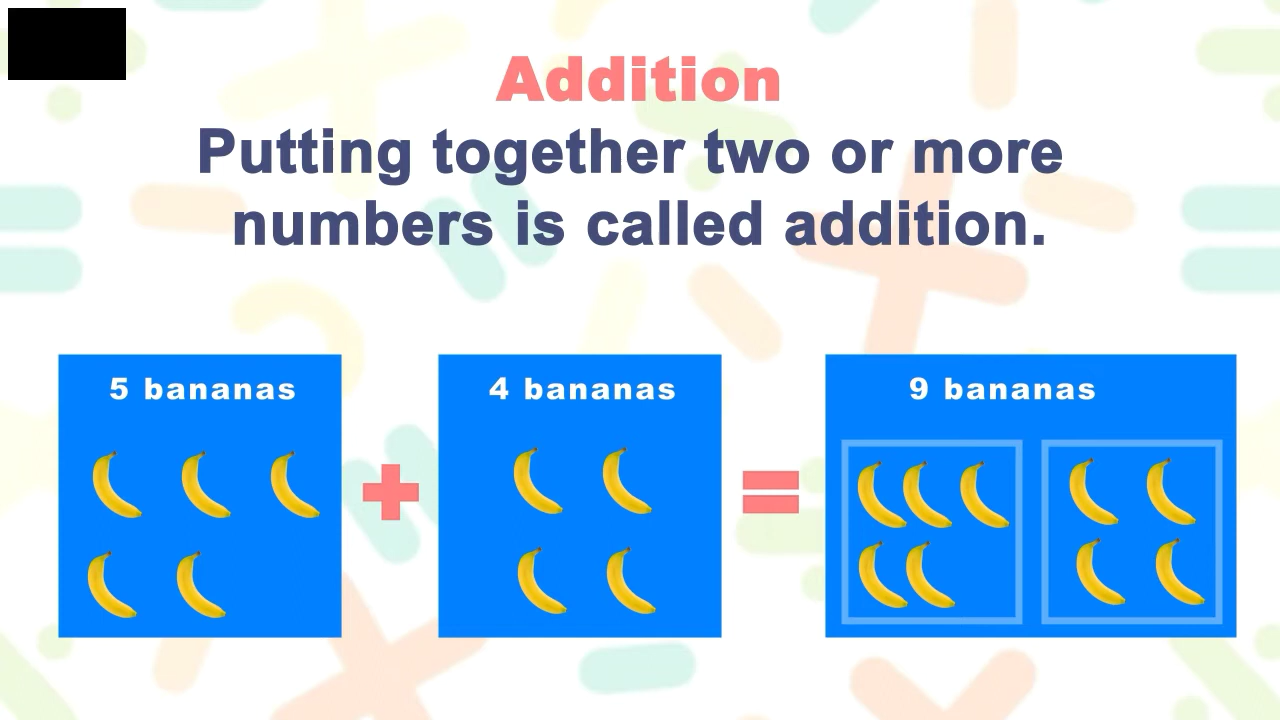 Addition
Putting together two or more
numbers is called addition.
5 bananas
4 bananas
9 bananas